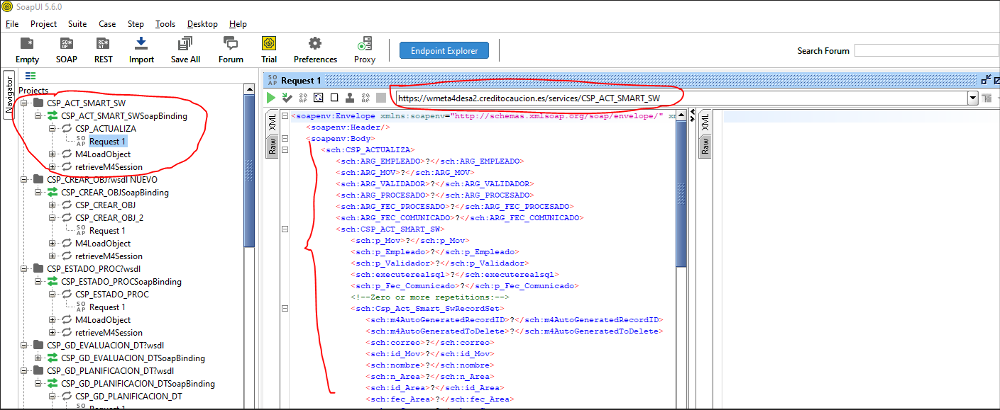 SoapUI 5.6.0
File Project Suite Case Step Tools Desktop Help
Empty SOAP REST Import Save All Forum Trial Preferences Proxy Endpoint Explorer Search Forum
Navigator
Projects
CSP_ACT_SMART_SW
CSP_ACT_SMART_SWSoapBinding
CSP_ACTUALIZA
Request 1
M4LoadObject
retrieveM4Session
CSP_CREAR_OBJ?wsdl NUEVO
CSP_CREAR_OBJSoapBinding
CSP_CREAR_OBJ
CSP_CREAR_OBJ_2
Request 1
M4LoadObject
retrieveM4Session
CSP_ESTADO_PROC?wsdl
CSP_ESTADO_PROCSoapBinding
CSP_ESTADO_PROC
Request 1
M4LoadObject
retrieveM4Session
CSP_GD_EVALUACION_DT?wsdl
CSP_GD_EVALUACION_DTSoapBinding
CSP_GD_PLANIFICACION_DT?wsdl
CSP_GD_PLANIFICACION_DTSoapBinding
CSP_GD_PLANIFICACION_DT
Request 1
Request 1
https://wmeta4desa2.creditocaucion.es/services/CSP_ACT_SMART_SW
XML
Raw
<soapenv:Envelope xmlns:soapenv="http://schemas.xmlsoap.org/soap/envelope/" xm
<soapenv:Header/>
<soapenv:Body>
<sch:CSP_ACTUALIZA>
<sch:ARG_EMPLEADO>?</sch:ARG_EMPLEADO>
<sch:ARG_MOV>?</sch:ARG_MOV>
<sch:ARG_VALIDADOR>?</sch:ARG_VALIDADOR>
<sch:ARG_PROCESADO>?</sch:ARG_PROCESADO>
<sch:ARG_FEC_PROCESADO>?</sch:ARG_FEC_PROCESADO>
<sch:ARG_FEC_COMUNICADO>?</sch:ARG_FEC_COMUNICADO>
<sch:CSP_ACT_SMART_SW>
<sch:p_Mov>?</sch:p_Mov>
<sch:p_Empleado>?</sch:p_Empleado>
<sch:p_Validador>?</sch:p_Validador>
<sch:executerealsql>?</sch:executerealsql>
<sch:p_Fec_Comunicado>?</sch:p_Fec_Comunicado>
<!--Zero or more repetitions:-->
<sch:Csp_Act_Smart_SwRecordSet>
<sch:m4AutoGeneratedRecordID>?</sch:m4AutoGeneratedRecordID>
<sch:m4AutoGeneratedToDelete>?</sch:m4AutoGeneratedToDelete>
<sch:correo>?</sch:correo>
<sch:id_Mov>?</sch:id_Mov>
<sch:nombre>?</sch:nombre>
<sch:n_Area>?</sch:n_Area>
<sch:id_Area>?</sch:id_Area>
<sch:fec_Area>?</sch:fec_Area>
XML
Raw